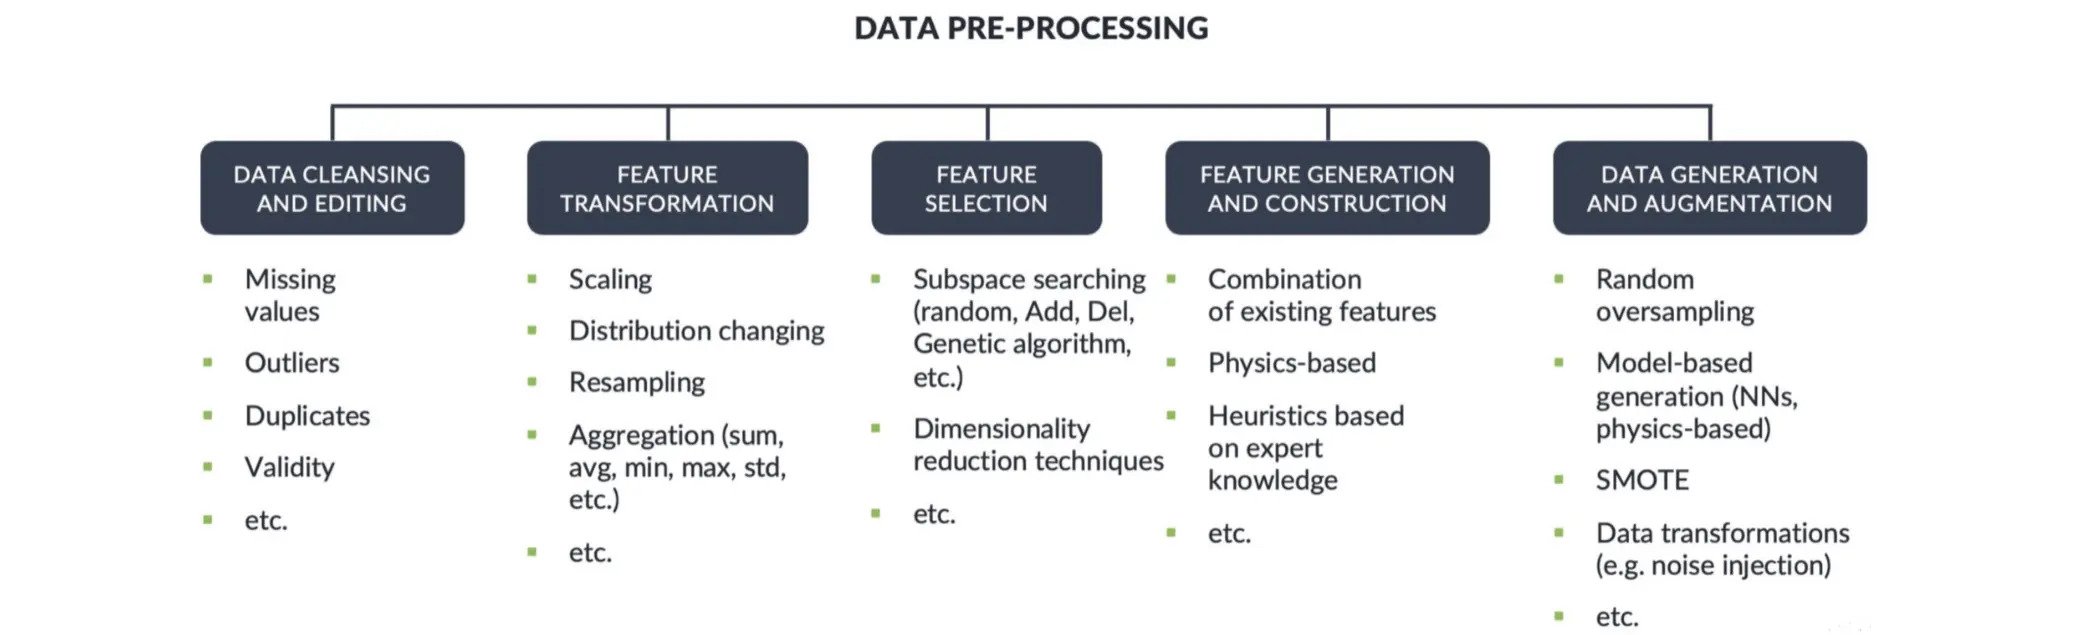 DATA PRE-PROCESSING
DATA CLEANSING
AND EDITING
Missing
values
Outliers
Duplicates
Validity
etc.
FEATURE
TRANSFORMATION
Scaling
Distribution changing
Resampling
Aggregation (sum,
avg, min, max, std,
etc.)
etc.
FEATURE
SELECTION
Subspace searching
(random, Add, Del,
Genetic algorithm,
etc.)
Dimensionality
reduction techniques
etc.
FEATURE GENERATION
AND CONSTRUCTION
Combination
of existing features
Physics-based
Heuristics based
on expert
knowledge
etc.
DATA GENERATION
AND AUGMENTATION
Random
oversampling
Model-based
generation (NNs,
physics-based)
SMOTE
Data transformations
(e.g. noise injection)
etc.